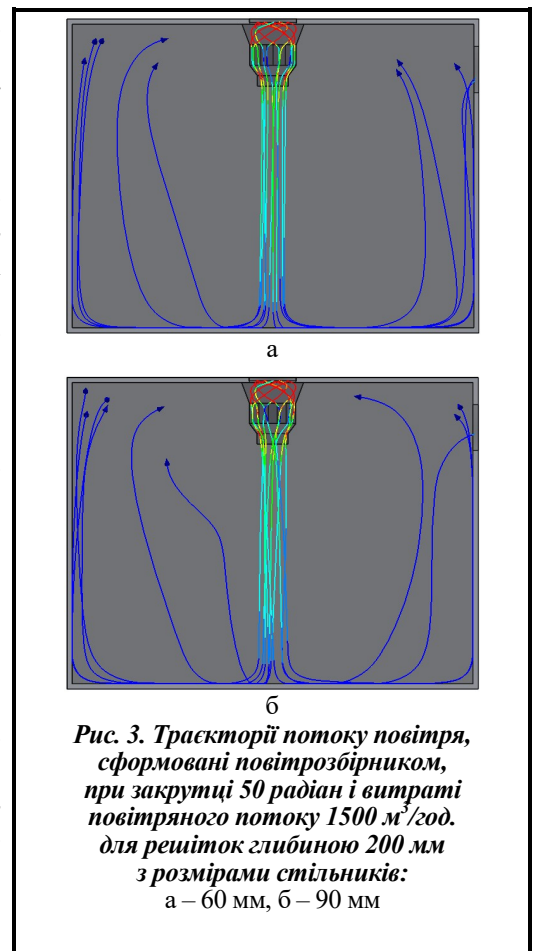 а
б
Рис. 3. Траєкторії потоку повітря,
сформовані повітрозбірником,
при закрутці 50 радіан і витраті
повітряного потоку 1500 м³/год.
для решіток глибиною 200 мм
з розмірами стільників:
а – 60 мм, б – 90 мм